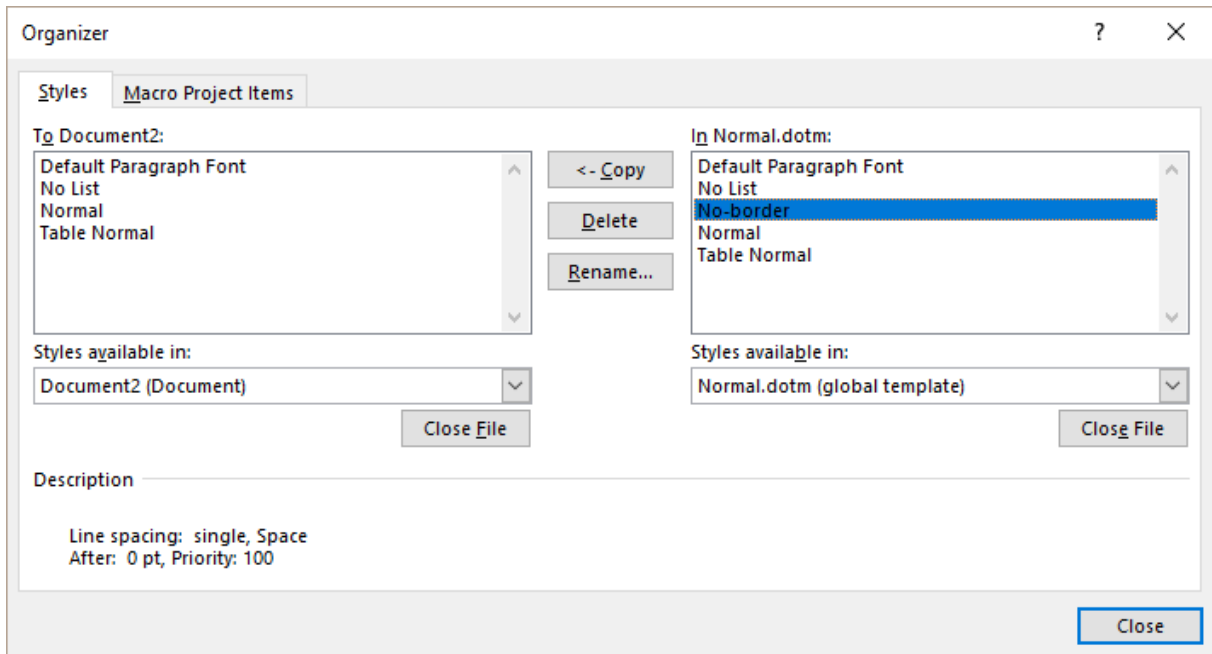 Organizer
?
Styles
Macro Project Items
To Document2:
Default Paragraph Font
No List
Normal
Table Normal
<- Copy
Delete
Rename...
In Normal.dotm:
Default Paragraph Font
No List
No-border
Normal
Table Normal
Styles available in:
Document2 (Document)
Close File
Styles available in:
Normal.dotm (global template)
Close File
Description
Line spacing:  single, Space
After:  0 pt, Priority: 100
Close